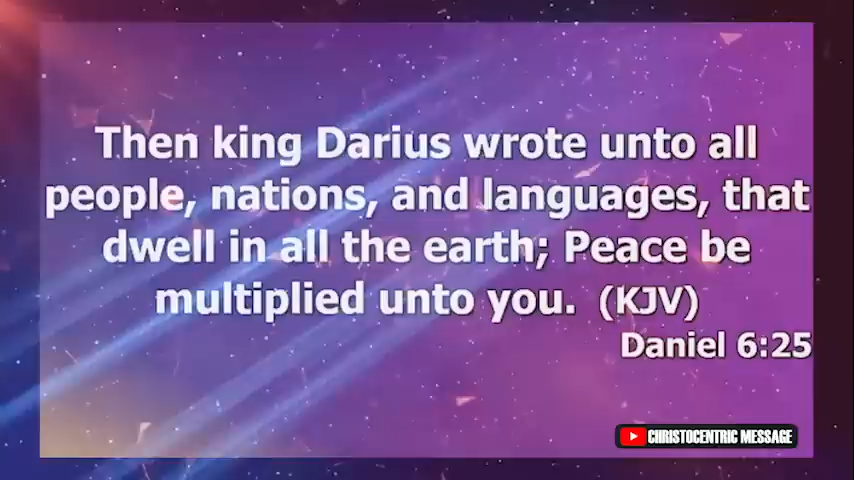 Then king Darius wrote unto all
people, nations, and languages, that
dwell in all the earth; Peace be
multiplied unto you. (KJV)
Daniel 6:25
CHRISTOCENTRIC MESSAGE